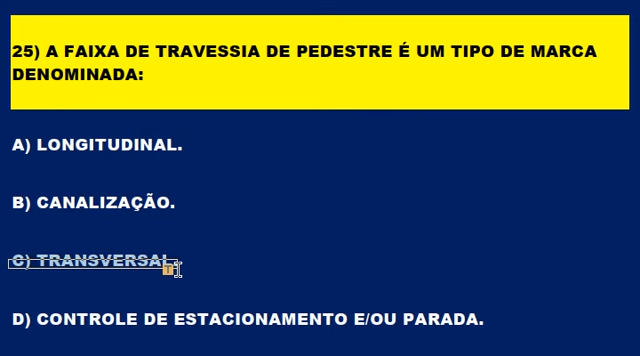 25) A FAIXA DE TRAVESSIA DE PEDESTRE É UM TIPO DE MARCA
DENOMINADA:
A) LONGITUDINAL.
B) CANALIZAÇÃO.
C) TRANSVERSAL.
D) CONTROLE DE ESTACIONAMENTO E/OU PARADA.